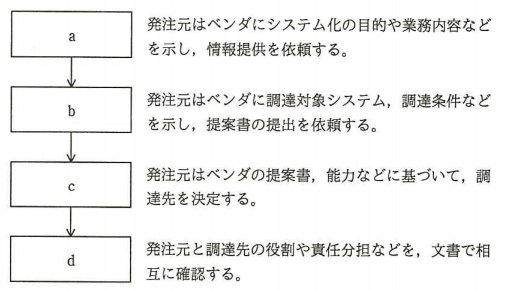 a
発注元はベンダにシステム化の目的や業務内容など
を示し，情報提供を依頼する。
b
発注元はベンダに調達対象システム，調達条件など
を示し，提案書の提出を依頼する。
c
発注元はベンダの提案書，能力などに基づいて，調
達先を決定する。
d
発注元と調達先の役割や責任分担などを，文書で相
互に確認する。